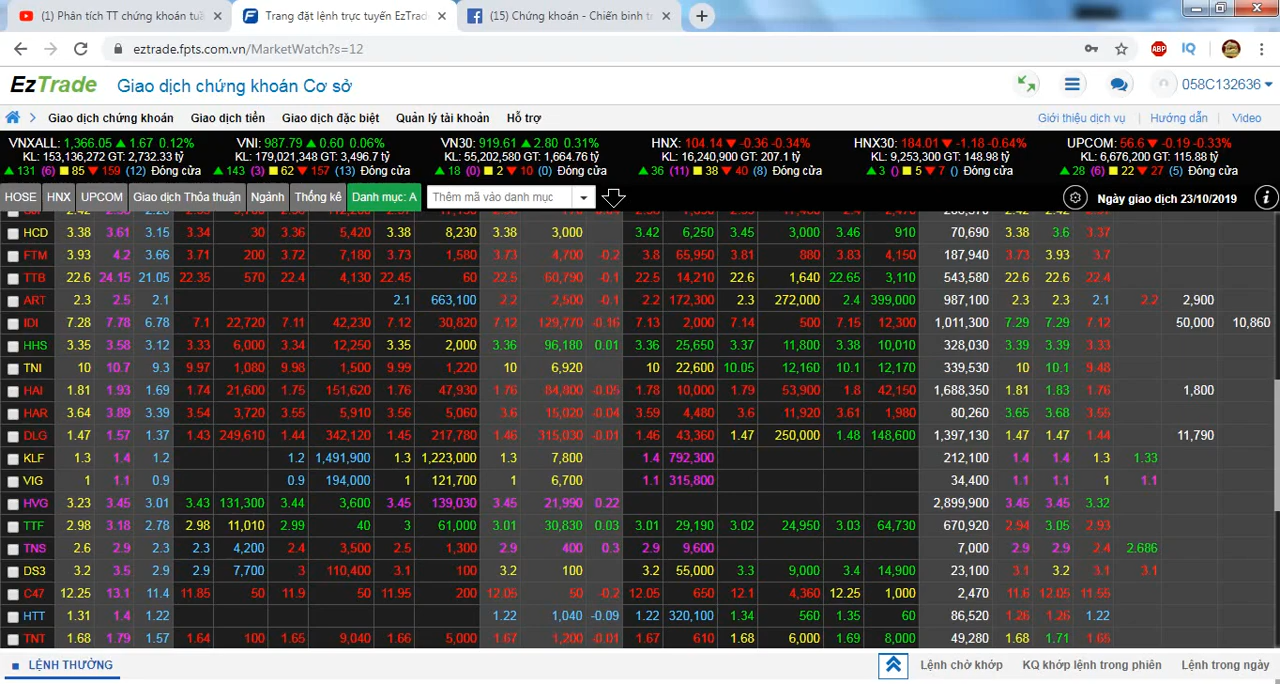 (1) Phân tích TT chứng khoán tuầ
Trang đặt lệnh trực tuyến EzTrad
(15) Chứng khoán - Chiến binh tr
eztrade.fpts.com.vn/MarketWatch?s=12
ABP
IQ
EzTrade
Giao dịch chứng khoán Cơ sở
058C132636
Giao dịch chứng khoán Giao dịch tiền Giao dịch đặc biệt Quản lý tài khoản Hỗ trợ
Giới thiệu dịch vụ | Hướng dẫn | Video
VNXALL: 1,366.05 ▲ 1.67 0.12% VNI: 987.79 ▲ 0.60 0.06% VN30: 919.61 ▲ 2.80 0.31% HNX: 104.14 ▼ -0.36 -0.34% HNX30: 184.01 ▼ -1.18 -0.64% UPCOM: 56.6 ▼ -0.19 -0.33%
KL: 153,136,272 GT: 2,732.33 tỷ KL: 179,021,348 GT: 3,496.7 tỷ KL: 55,202,580 GT: 1,664.76 tỷ KL: 16,240,900 GT: 207.1 tỷ KL: 9,253,300 GT: 148.98 tỷ KL: 6,676,200 GT: 115.88 tỷ
▲ 131 (6) ■ 85 ▼ 159 (12) Đóng cửa ▲ 143 (3) ■ 62 ▼ 157 (13) Đóng cửa ▲ 18 (0) ■ 2 ▼ 10 (0) Đóng cửa ▲ 36 (11) ■ 38 ▼ 40 (8) Đóng cửa ▲ 3 () ■ 5 ▼ 7 () Đóng cửa ▲ 28 (6) ■ 22 ▼ 27 (5) Đóng cửa
HOSE HNX UPCOM Giao dịch Thỏa thuận Ngành Thống kê Danh mục: A Thêm mã vào danh mục
Ngày giao dịch 23/10/2019
HCD 3.38 3.61 3.15 3.34 30 3.36 5,420 3.38 8,230 3.38 3,000 3.42 6,250 3.45 3,000 3.46 910 70,690 3.38 3.6 3.37
FTM 3.93 4.2 3.66 3.71 200 3.72 7,180 3.73 1,580 3.73 4,700 -0.2 3.8 65,950 3.81 880 3.83 4,150 187,940 3.73 3.93 3.7
TTB 22.6 24.15 21.05 22.35 570 22.4 4,130 22.45 60 22.5 60,790 -0.1 22.5 14,210 22.6 1,640 22.65 3,110 543,580 22.6 22.6 22.4
ART 2.3 2.5 2.1 2.1 663,100 2.2 2,500 -0.1 2.2 172,300 2.3 272,000 2.4 399,000 987,100 2.3 2.3 2.1 2.2 2,900
IDI 7.28 7.78 6.78 7.1 22,720 7.11 42,230 7.12 30,820 7.12 129,770 -0.16 7.13 2,000 7.14 500 7.15 12,300 1,011,300 7.29 7.29 7.12 50,000 10,860
HHS 3.35 3.58 3.12 3.33 6,000 3.34 12,250 3.35 2,000 3.36 96,180 0.01 3.36 25,650 3.37 11,800 3.38 10,010 328,030 3.39 3.39 3.33
TNI 10 10.7 9.3 9.97 1,080 9.98 1,500 9.99 1,220 10 6,920 10 22,600 10.05 12,160 10.1 12,170 339,530 10 10.1 9.48
HAI 1.81 1.93 1.69 1.74 21,600 1.75 151,620 1.76 47,930 1.76 84,800 -0.05 1.78 10,000 1.79 53,900 1.8 42,150 1,688,350 1.81 1.83 1.76 1,800
HAR 3.64 3.89 3.39 3.54 3,720 3.55 5,910 3.56 5,060 3.6 15,020 -0.04 3.59 4,480 3.6 11,920 3.61 1,980 80,260 3.65 3.68 3.55
DLG 1.47 1.57 1.37 1.43 249,610 1.44 342,120 1.45 217,780 1.46 315,030 -0.01 1.46 43,360 1.47 250,000 1.48 148,600 1,397,130 1.47 1.47 1.44 11,790
KLF 1.3 1.4 1.2 1.2 1,491,900 1.3 1,223,000 1.3 7,800 1.4 792,300 212,100 1.4 1.4 1.3 1.33
VIG 1 1.1 0.9 0.9 194,000 1 121,700 1 6,700 1.1 315,800 34,400 1.1 1.1 1 1.1
HVG 3.23 3.45 3.01 3.43 131,300 3.44 3,600 3.45 139,030 3.45 21,990 0.22 2,899,900 3.45 3.45 3.32
TTF 2.98 3.18 2.78 2.98 11,010 2.99 40 3 61,000 3.01 30,830 0.03 3.01 29,190 3.02 24,950 3.03 64,730 670,920 2.94 3.05 2.93
TNS 2.6 2.9 2.3 2.3 4,200 2.4 3,500 2.5 1,300 2.9 400 0.3 2.9 9,600 7,000 2.9 2.9 2.4 2.686
DS3 3.2 3.5 2.9 2.9 7,700 3 110,400 3.1 100 3.2 100 3.2 55,000 3.3 9,000 3.4 14,900 23,100 3.1 3.2 3.1 3.1
C47 12.25 13.1 11.4 11.85 50 11.9 50 11.95 200 12.05 50 -0.2 12.05 650 12.1 4,360 12.25 1,000 2,470 11.6 12.05 11.55
HTT 1.31 1.4 1.22 1.22 1,040 -0.09 1.22 320,100 1.34 560 1.35 60 86,520 1.26 1.26 1.22
TNT 1.68 1.79 1.57 1.64 100 1.65 9,040 1.66 5,000 1.67 1,200 -0.01 1.67 610 1.68 6,000 1.69 8,000 49,280 1.68 1.71 1.65
LỆNH THƯỜNG
Lệnh chờ khớp KQ khớp lệnh trong phiên Lệnh trong ngày